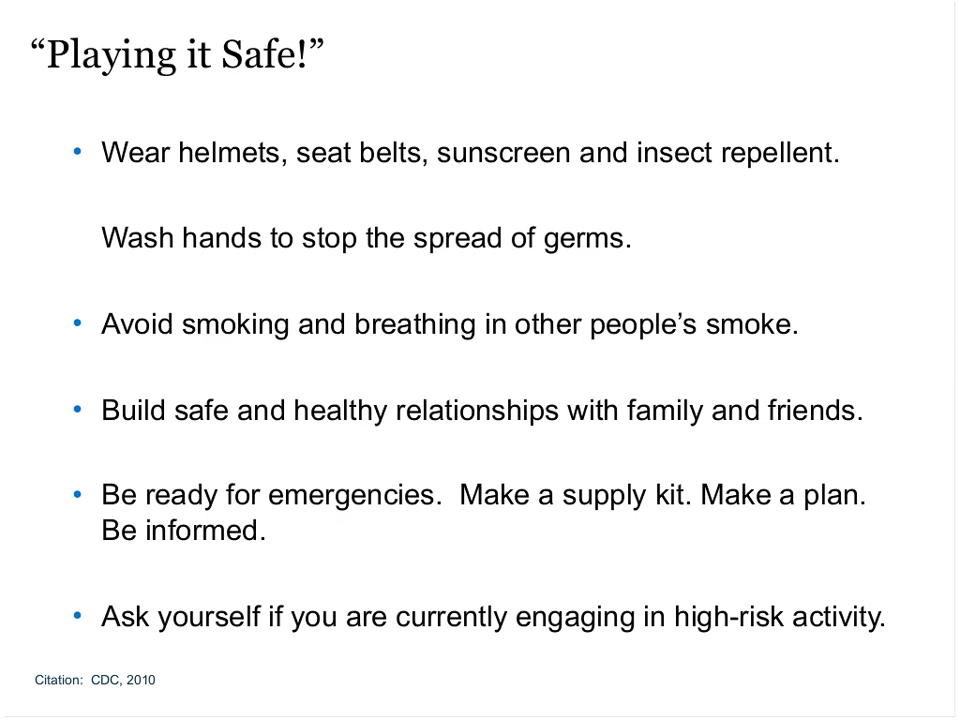 “Playing it Safe!”
• Wear helmets, seat belts, sunscreen and insect repellent.
Wash hands to stop the spread of germs.
• Avoid smoking and breathing in other people’s smoke.
• Build safe and healthy relationships with family and friends.
• Be ready for emergencies.  Make a supply kit. Make a plan.
Be informed.
• Ask yourself if you are currently engaging in high-risk activity.
Citation:  CDC, 2010